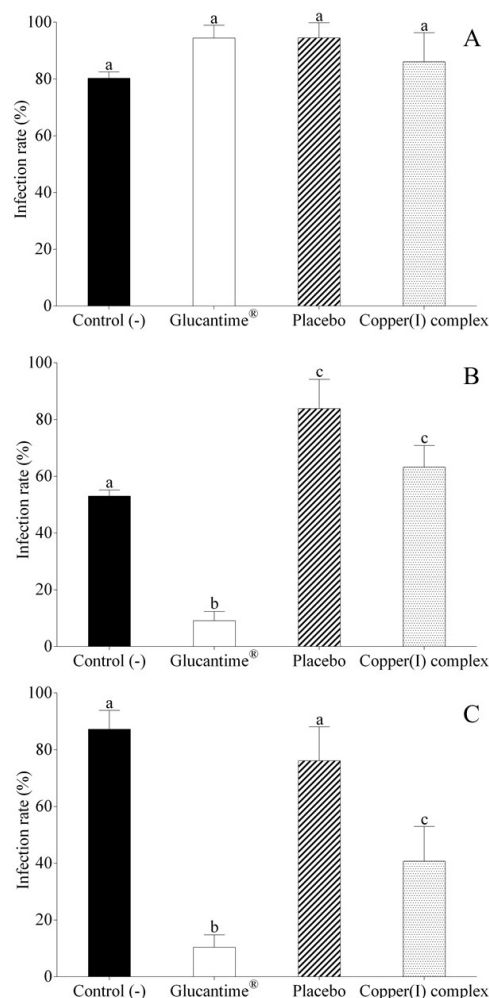 A
Infection rate (%)
100
80
60
40
20
0
a
a
a
a
Control (-)
Glucantime®
Placebo
Copper(I) complex
B
Infection rate (%)
100
80
60
40
20
0
a
b
c
c
Control (-)
Glucantime®
Placebo
Copper(I) complex
C
Infection rate (%)
100
80
60
40
20
0
a
b
a
c
Control (-)
Glucantime®
Placebo
Copper(I) complex